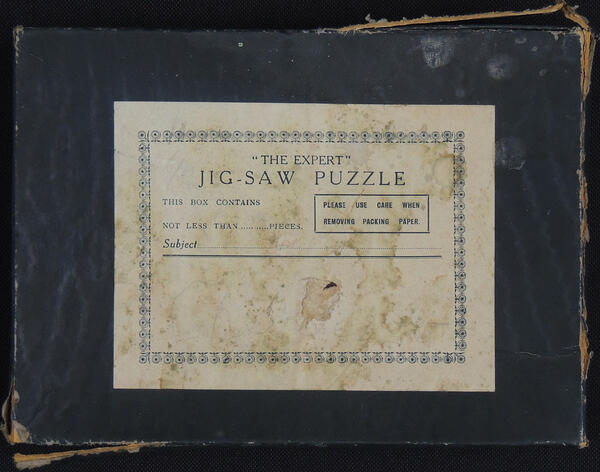 "THE EXPERT"
JIG-SAW PUZZLE
THIS BOX CONTAINS
NOT LESS THAN ..........PIECES.
PLEASE USE CARE WHEN
REMOVING PACKING PAPER.
Subject